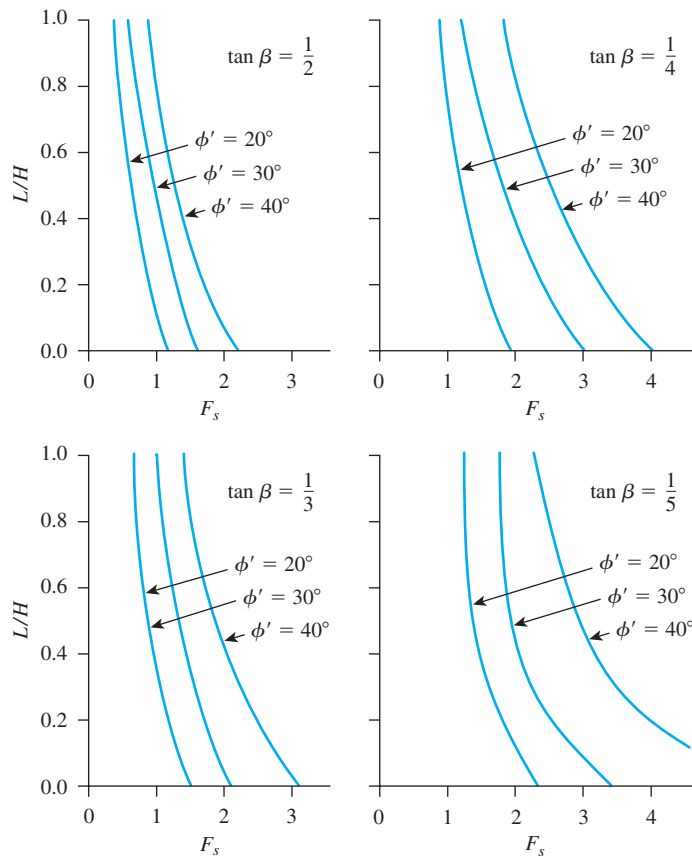 1.0
tan β = 1/2
0.8
ϕ′ = 20°
0.6
ϕ′ = 30°
L/H
ϕ′ = 40°
0.4
0.2
0.0
0 1 2 3
F_s
tan β = 1/4
ϕ′ = 20°
ϕ′ = 30°
ϕ′ = 40°
0 1 2 3 4
F_s
1.0
tan β = 1/3
0.8
ϕ′ = 20°
0.6
ϕ′ = 30°
L/H
ϕ′ = 40°
0.4
0.2
0.0
0 1 2 3
F_s
tan β = 1/5
ϕ′ = 20°
ϕ′ = 30°
ϕ′ = 40°
0 1 2 3 4
F_s